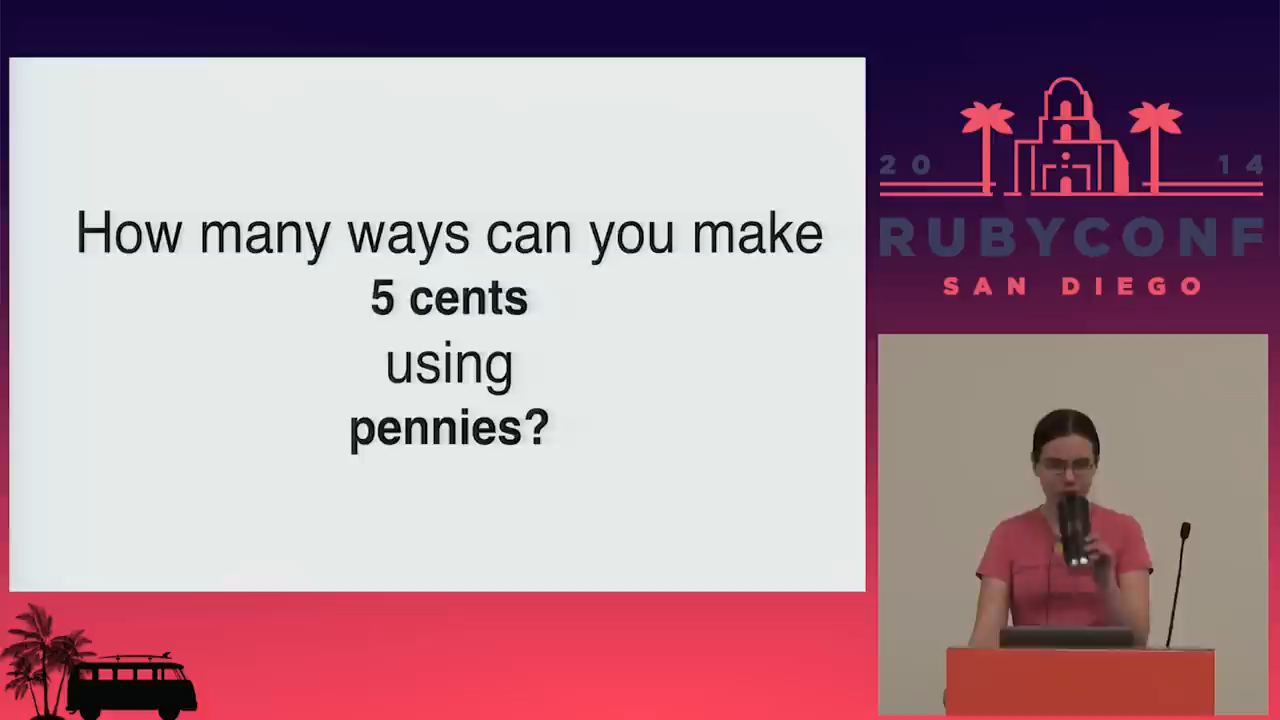 How many ways can you make
5 cents
using
pennies?
20 14
RUBYCONF
SAN DIEGO